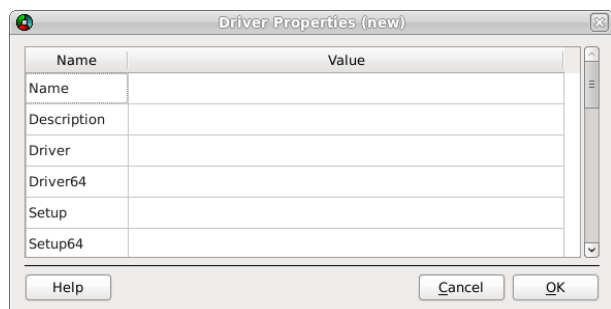 Driver Properties (new)
Name Value
Name
Description
Driver
Driver64
Setup
Setup64
Help Cancel OK